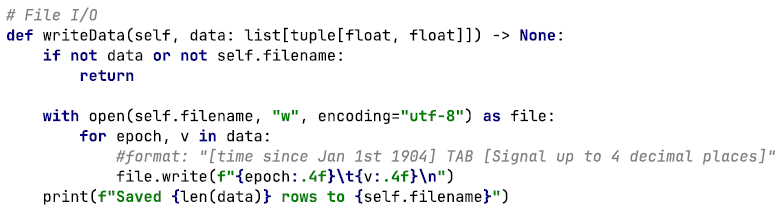 # File I/O
def writeData(self, data: list[tuple[float, float]]) -> None:
    if not data or not self.filename:
        return

    with open(self.filename, "w", encoding="utf-8") as file:
        for epoch, v in data:
            #format: "[time since Jan 1st 1904] TAB [Signal up to 4 decimal places]"
            file.write(f"{epoch:.4f}\t{v:.4f}\n")
    print(f"Saved {len(data)} rows to {self.filename}")